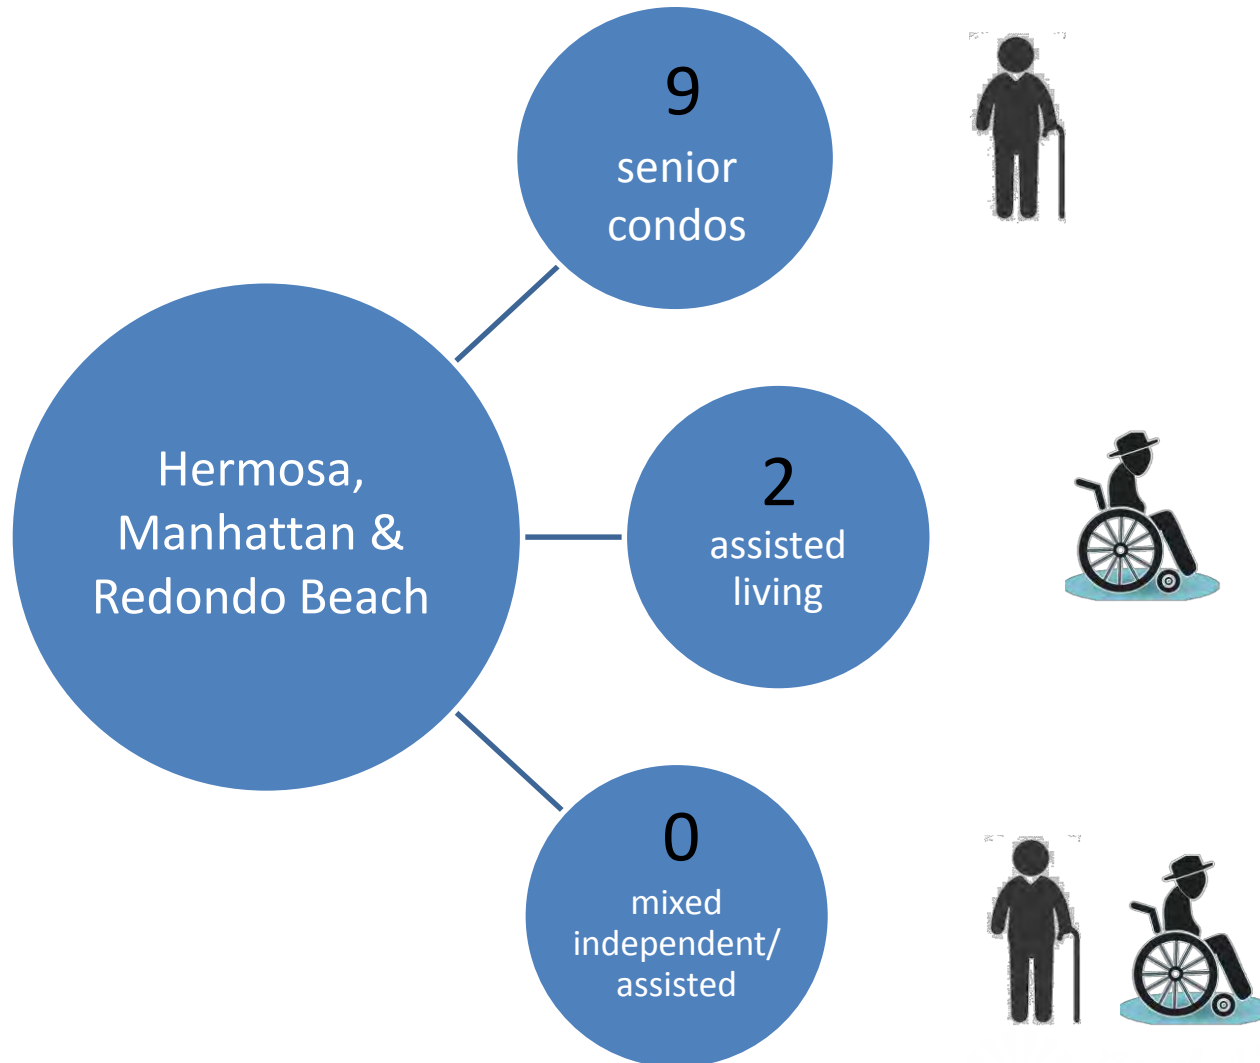 9
senior
condos
Hermosa,
Manhattan &
Redondo Beach
2
assisted
living
0
mixed
independent/
assisted